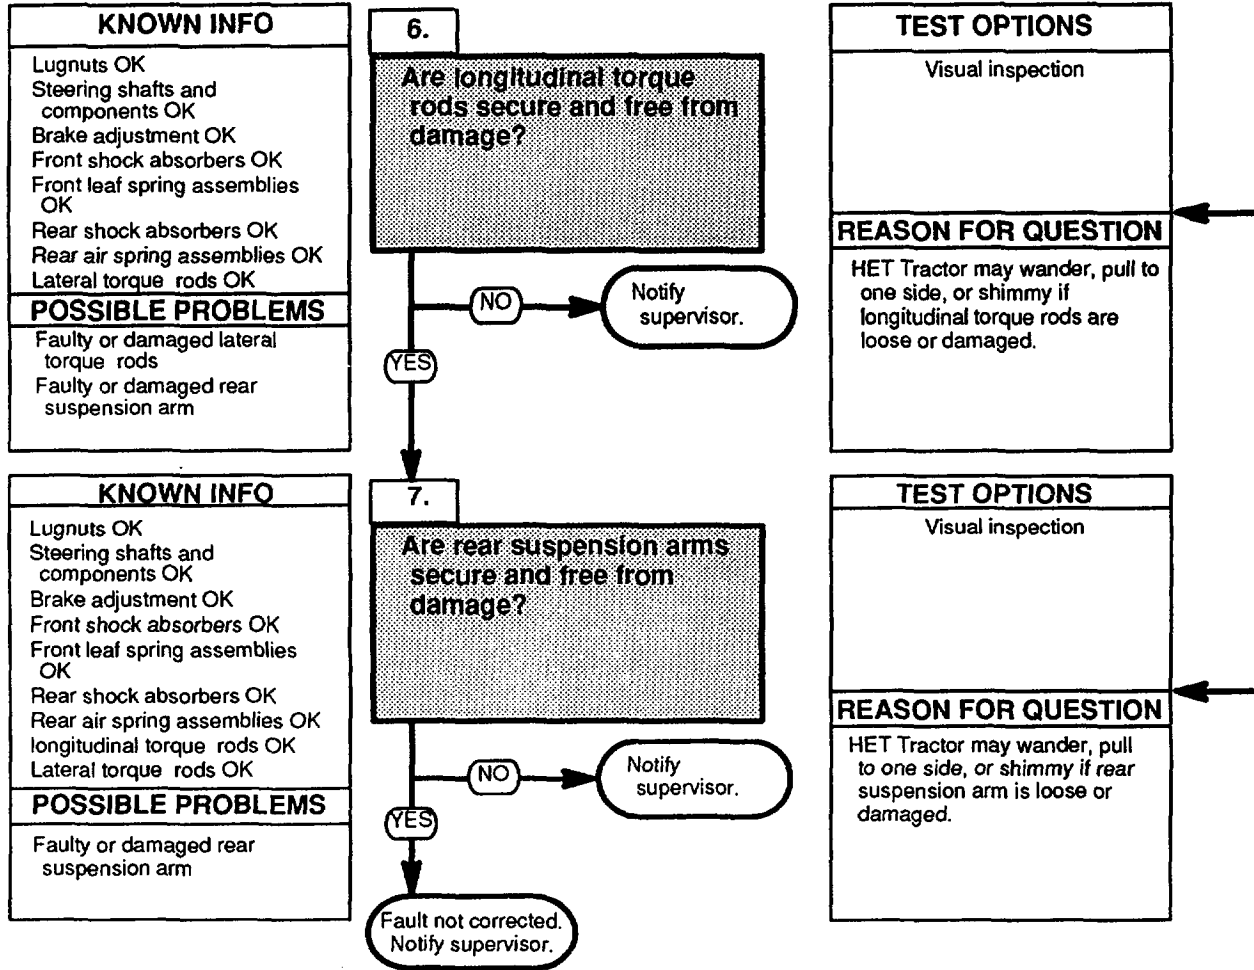 KNOWN INFO
Lugnuts OK
Steering shafts and
components OK
Brake adjustment OK
Front shock absorbers OK
Front leaf spring assemblies
OK
Rear shock absorbers OK
Rear air spring assemblies OK
Lateral torque rods OK
POSSIBLE PROBLEMS
Faulty or damaged lateral
torque rods
Faulty or damaged rear
suspension arm
6.
Are longitudinal torque
rods secure and free from
damage?
NO
Notify
supervisor.
YES
TEST OPTIONS
Visual inspection
REASON FOR QUESTION
HET Tractor may wander, pull to
one side, or shimmy if
longitudinal torque rods are
loose or damaged.
KNOWN INFO
Lugnuts OK
Steering shafts and
components OK
Brake adjustment OK
Front shock absorbers OK
Front leaf spring assemblies
OK
Rear shock absorbers OK
Rear air spring assemblies OK
longitudinal torque rods OK
Lateral torque rods OK
POSSIBLE PROBLEMS
Faulty or damaged rear
suspension arm
7.
Are rear suspension arms
secure and free from
damage?
NO
Notify
supervisor.
YES
Fault not corrected.
Notify supervisor.
TEST OPTIONS
Visual inspection
REASON FOR QUESTION
HET Tractor may wander, pull
to one side, or shimmy if rear
suspension arm is loose or
damaged.